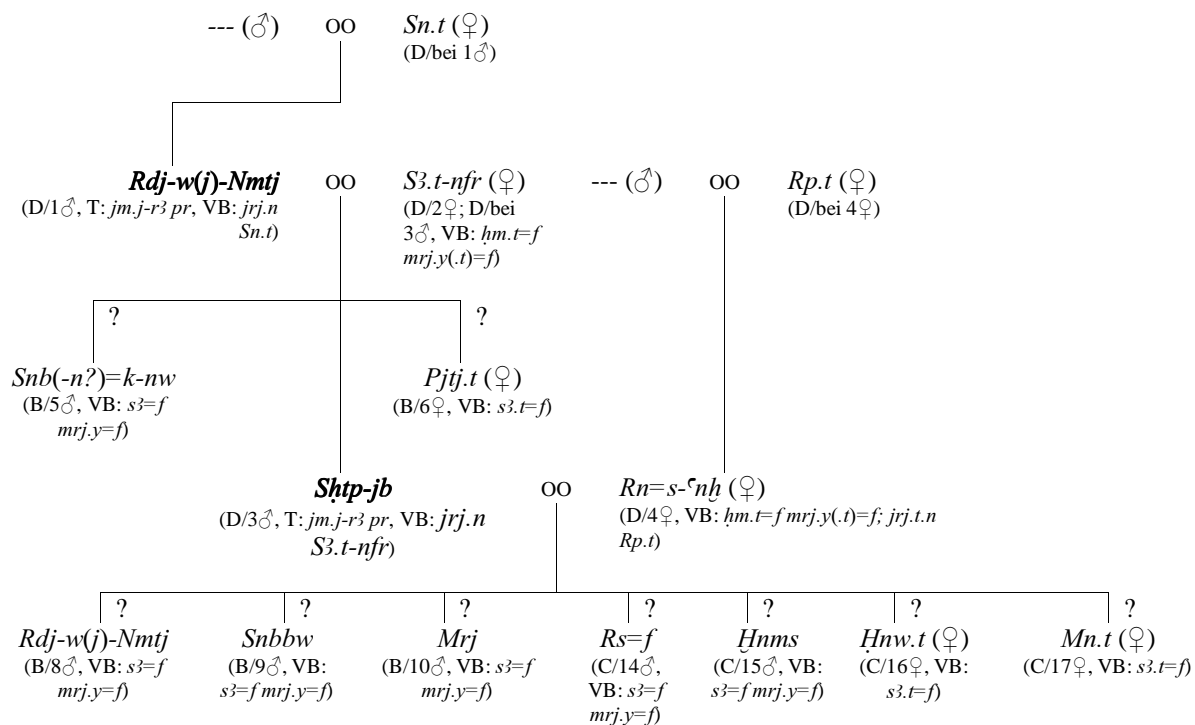 --- (♂) OO Sn.t (♀)
(D/bei 1♂)
Rdj-w(j)-Nmtj OO S3.t-nfr (♀) --- (♂) OO Rp.t (♀)
(D/1♂, T: jm.j-r3 pr, VB: jrj.n
Sn.t)
(D/2♀; D/bei
3♂, VB: ḥm.t=f
mrj.y(.t)=f)
(D/bei 4♀)
? ?
Snb(-n?)=k-nw
(B/5♂, VB: s3=f
mrj.y=f)
Pjtj.t (♀)
(B/6♀, VB: s3.t=f)
Sḥtp-jb OO Rn=s-ꜥnḫ (♀)
(D/3♂, T: jm.j-r3 pr, VB: jrj.n
S3.t-nfr)
(D/4♀, VB: ḥm.t=f mrj.y(.t)=f; jrj.t.n
Rp.t)
? ? ? ? ? ? ?
Rdj-w(j)-Nmtj
(B/8♂, VB: s3=f
mrj.y=f)
Snbbw
(B/9♂, VB:
s3=f mrj.y=f)
Mrj
(B/10♂, VB: s3=f
mrj.y=f)
Rs=f
(C/14♂,
VB: s3=f
mrj.y=f)
Ḫnms
(C/15♂, VB:
s3=f mrj.y=f)
Ḥnw.t (♀)
(C/16♀, VB:
s3.t=f)
Mn.t (♀)
(C/17♀, VB: s3.t=f)